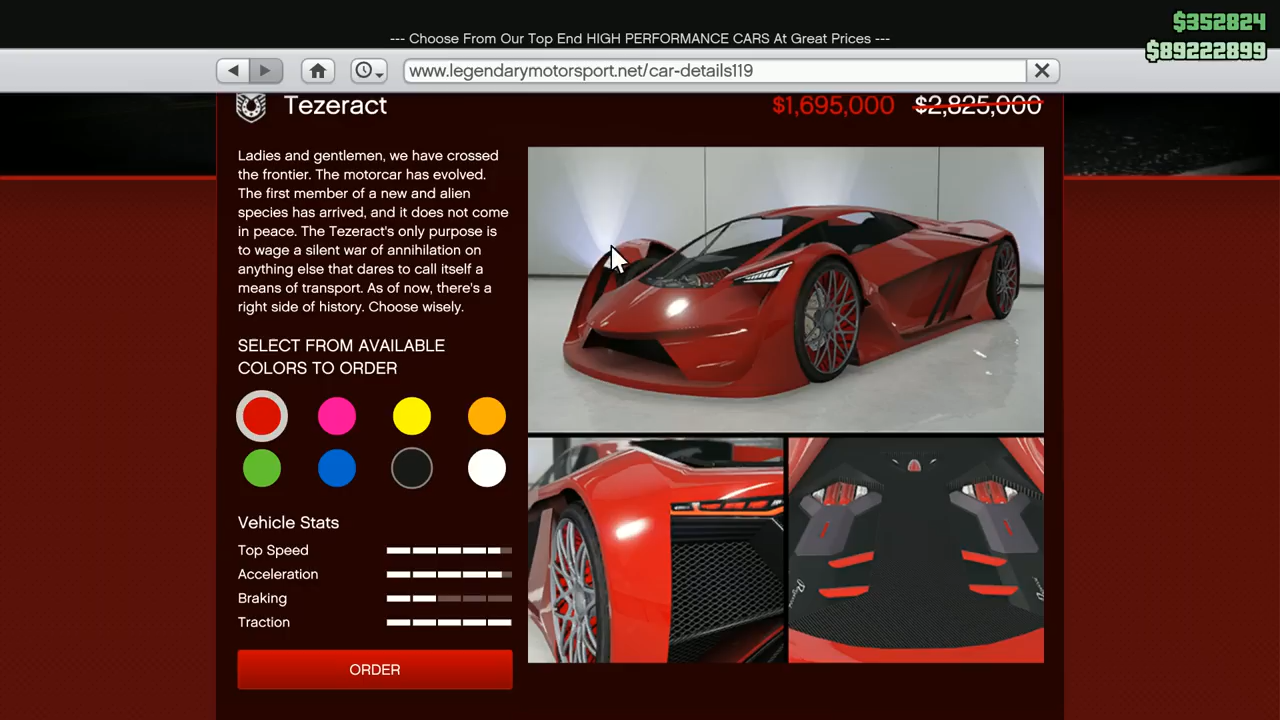 $352824
--- Choose From Our Top End HIGH PERFORMANCE CARS At Great Prices ---
$89222899
www.legendarymotorsport.net/car-details119
Tezeract
$1,695,000 $2,825,000
Ladies and gentlemen, we have crossed
the frontier. The motorcar has evolved.
The first member of a new and alien
species has arrived, and it does not come
in peace. The Tezeract's only purpose is
to wage a silent war of annihilation on
anything else that dares to call itself a
means of transport. As of now, there's a
right side of history. Choose wisely.
SELECT FROM AVAILABLE
COLORS TO ORDER
Vehicle Stats
Top Speed
Acceleration
Braking
Traction
ORDER